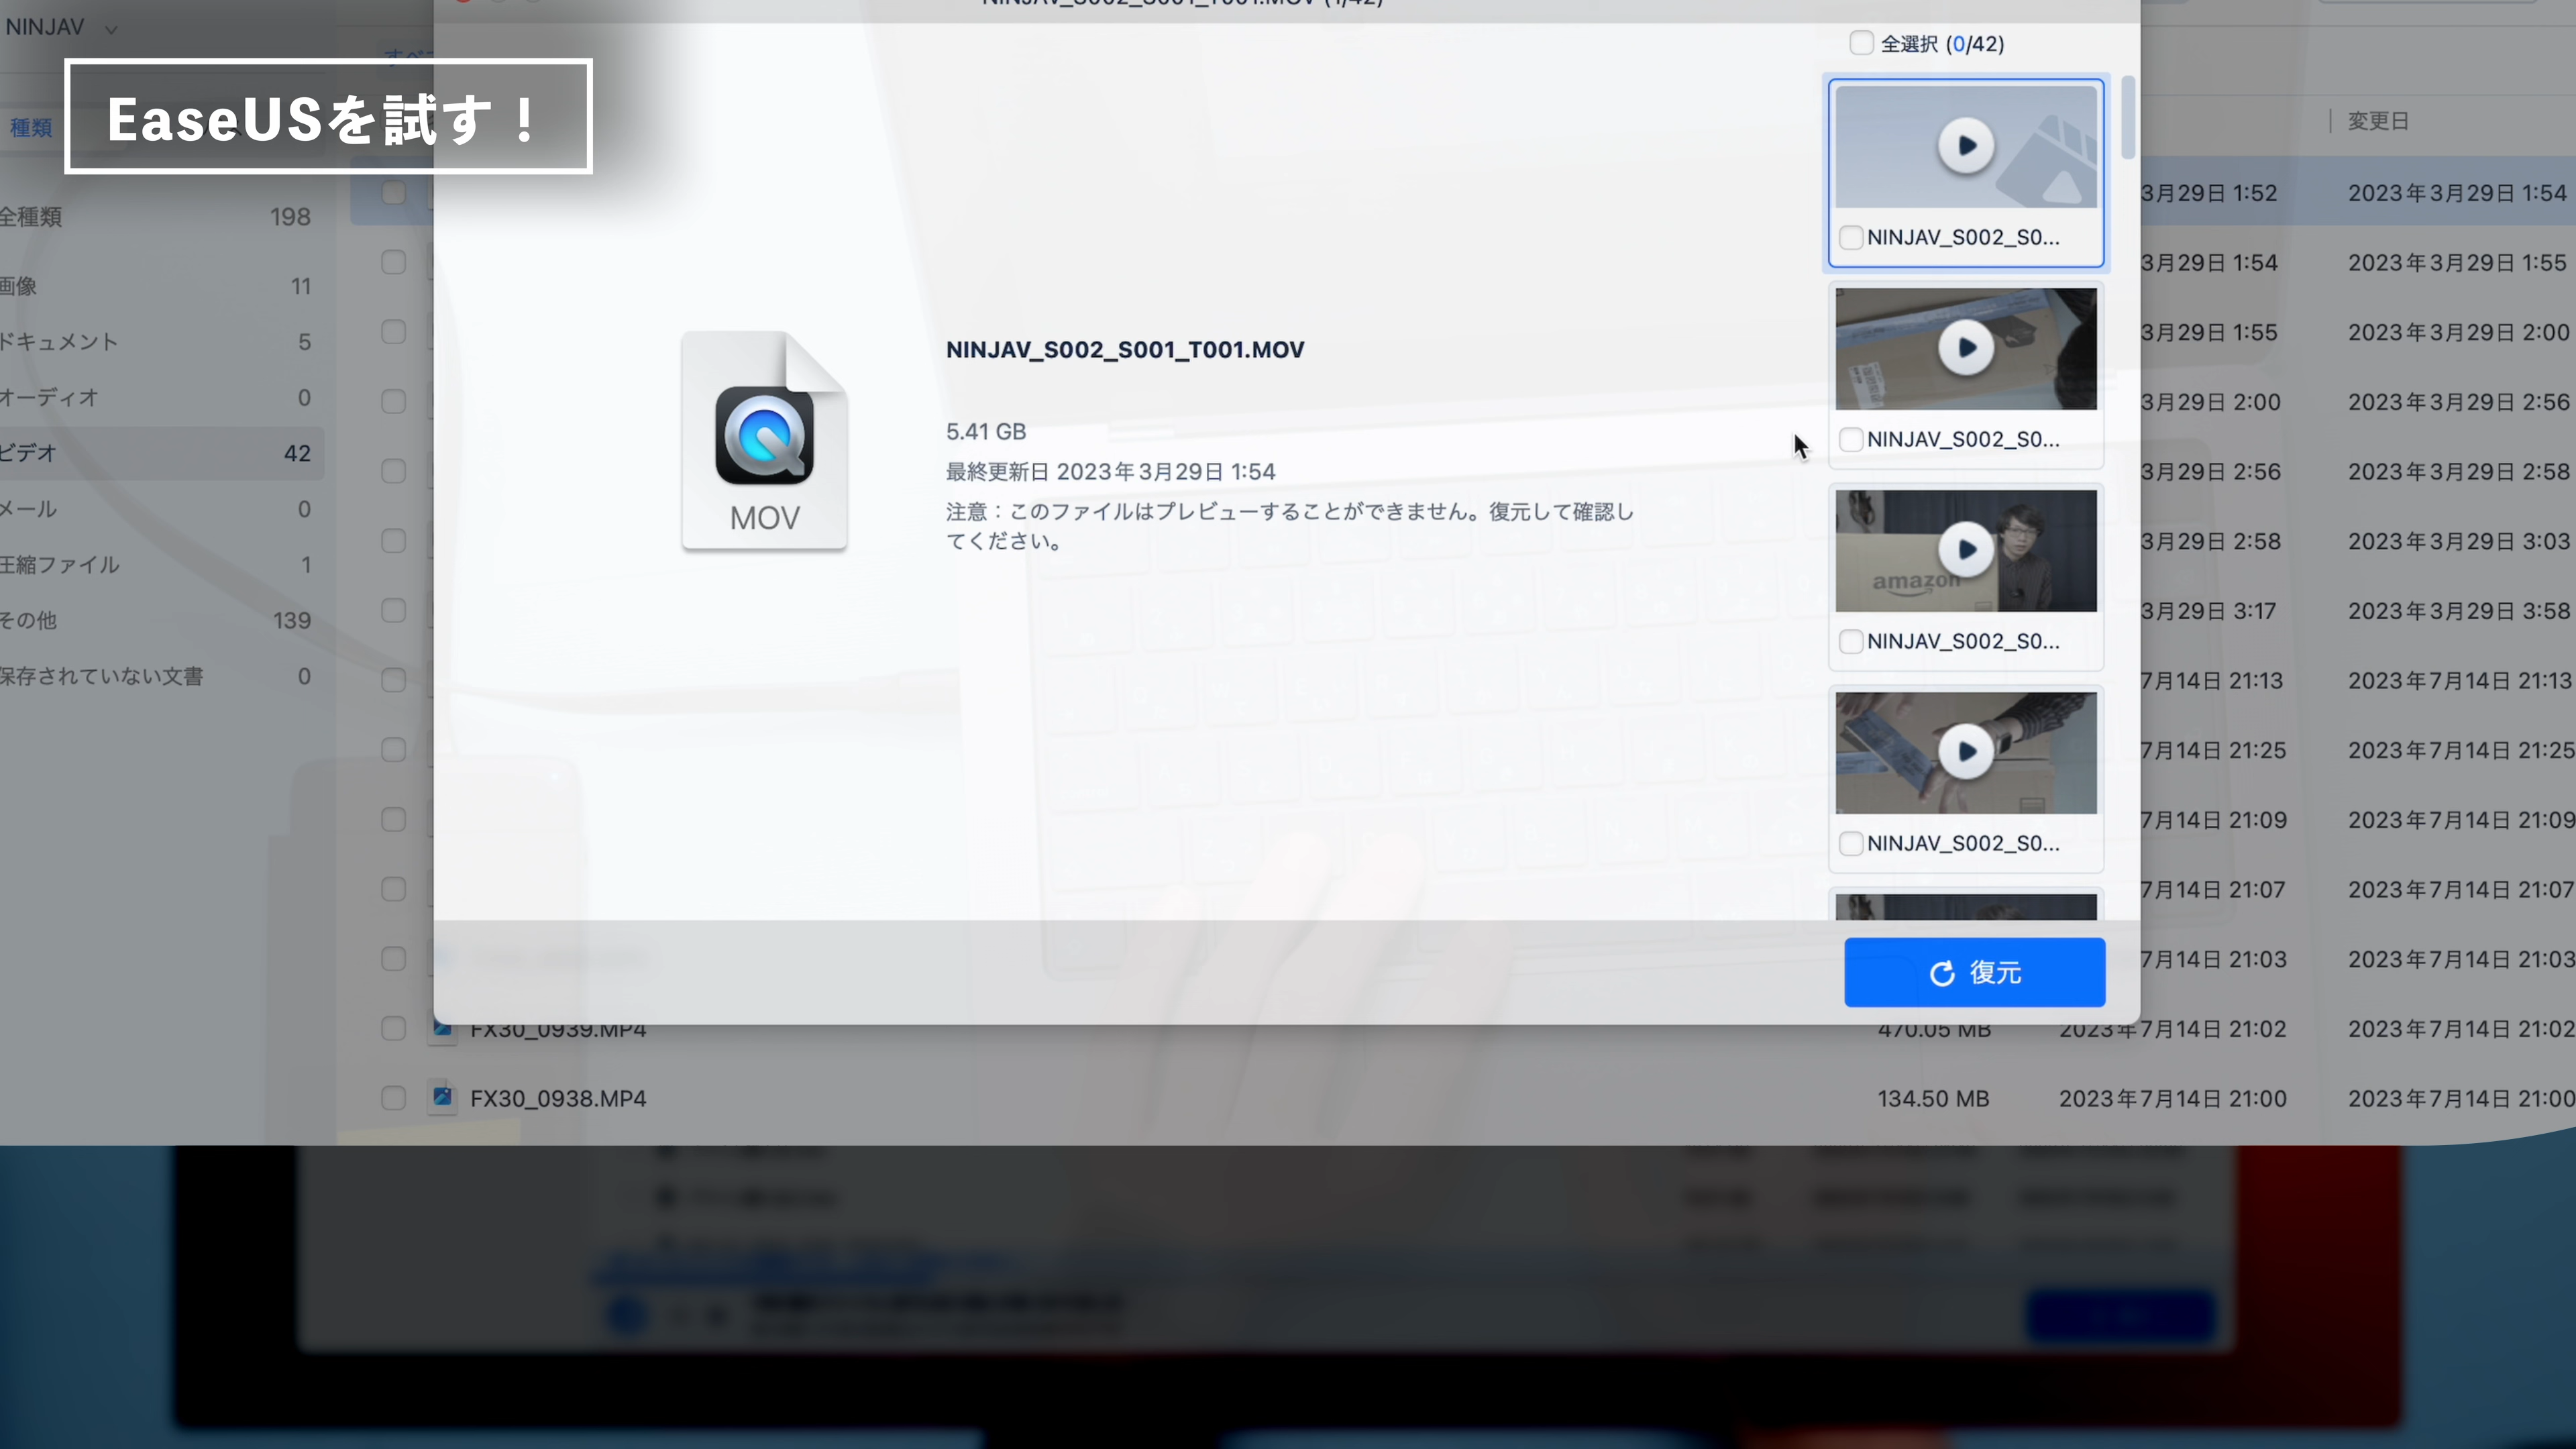 NINJAV
EaseUSを試す！
種類
全種類 198
画像 11
ドキュメント 5
オーディオ 0
ビデオ 42
メール 0
圧縮ファイル 1
その他 139
保存されていない文書 0
全選択 (0/42)
NINJAV_S002_S0...
NINJAV_S002_S0...
amazon
NINJAV_S002_S0...
NINJAV_S002_S0...
NINJAV_S002_S001_T001.MOV
5.41 GB
最終更新日 2023年3月29日 1:54
注意：このファイルはプレビューすることができません。復元して確認し
てください。
MOV
復元
変更日
3月29日 1:52 2023年3月29日 1:54
3月29日 1:54 2023年3月29日 1:55
3月29日 1:55 2023年3月29日 2:00
3月29日 2:00 2023年3月29日 2:56
3月29日 2:56 2023年3月29日 2:58
3月29日 2:58 2023年3月29日 3:03
3月29日 3:17 2023年3月29日 3:58
7月14日 21:13 2023年7月14日 21:13
7月14日 21:25 2023年7月14日 21:25
7月14日 21:09 2023年7月14日 21:09
7月14日 21:07 2023年7月14日 21:07
7月14日 21:03 2023年7月14日 21:03
FX30_0939.MP4 470.05 MB 2023年7月14日 21:02 2023年7月14日 21:02
FX30_0938.MP4 134.50 MB 2023年7月14日 21:00 2023年7月14日 21:00